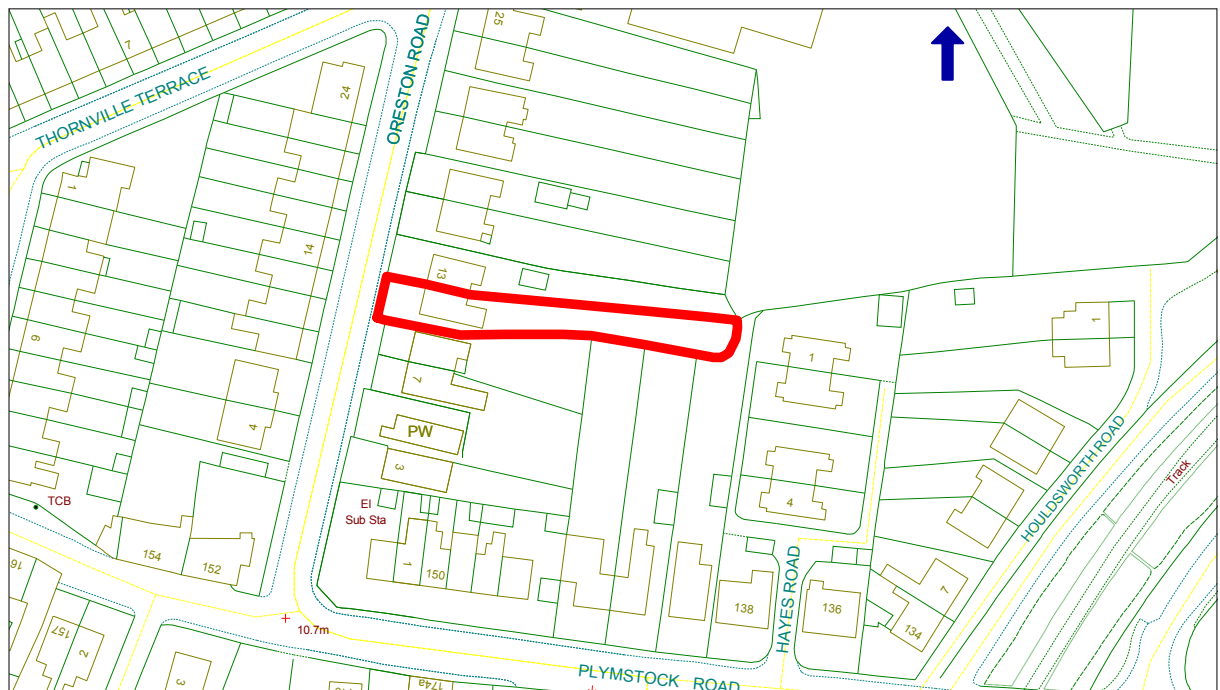 ORESTON ROAD
25
7
24
THORNVILLE TERRACE
1
14
13
1
1
9
7
4
PW
3
4
HOULDSWORTH ROAD
Track
TCB
El
Sub Sta
154
152
1
150
138
HAYES ROAD
136
7
134
10.7m
157
2
3
174a
PLYMSTOCK ROAD